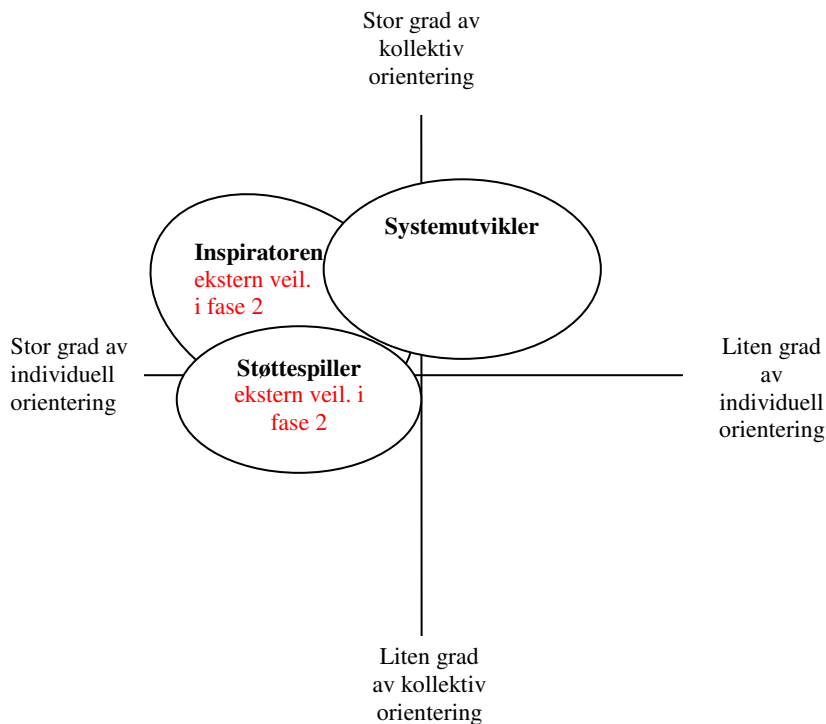 Stor grad av
kollektiv
orientering
Systemutvikler
Inspiratoren
ekstern veil.
i fase 2
Stor grad av
individuell
orientering
Støttespiller
ekstern veil. i
fase 2
Liten grad
av
individuell
orientering
Liten grad
av kollektiv
orientering